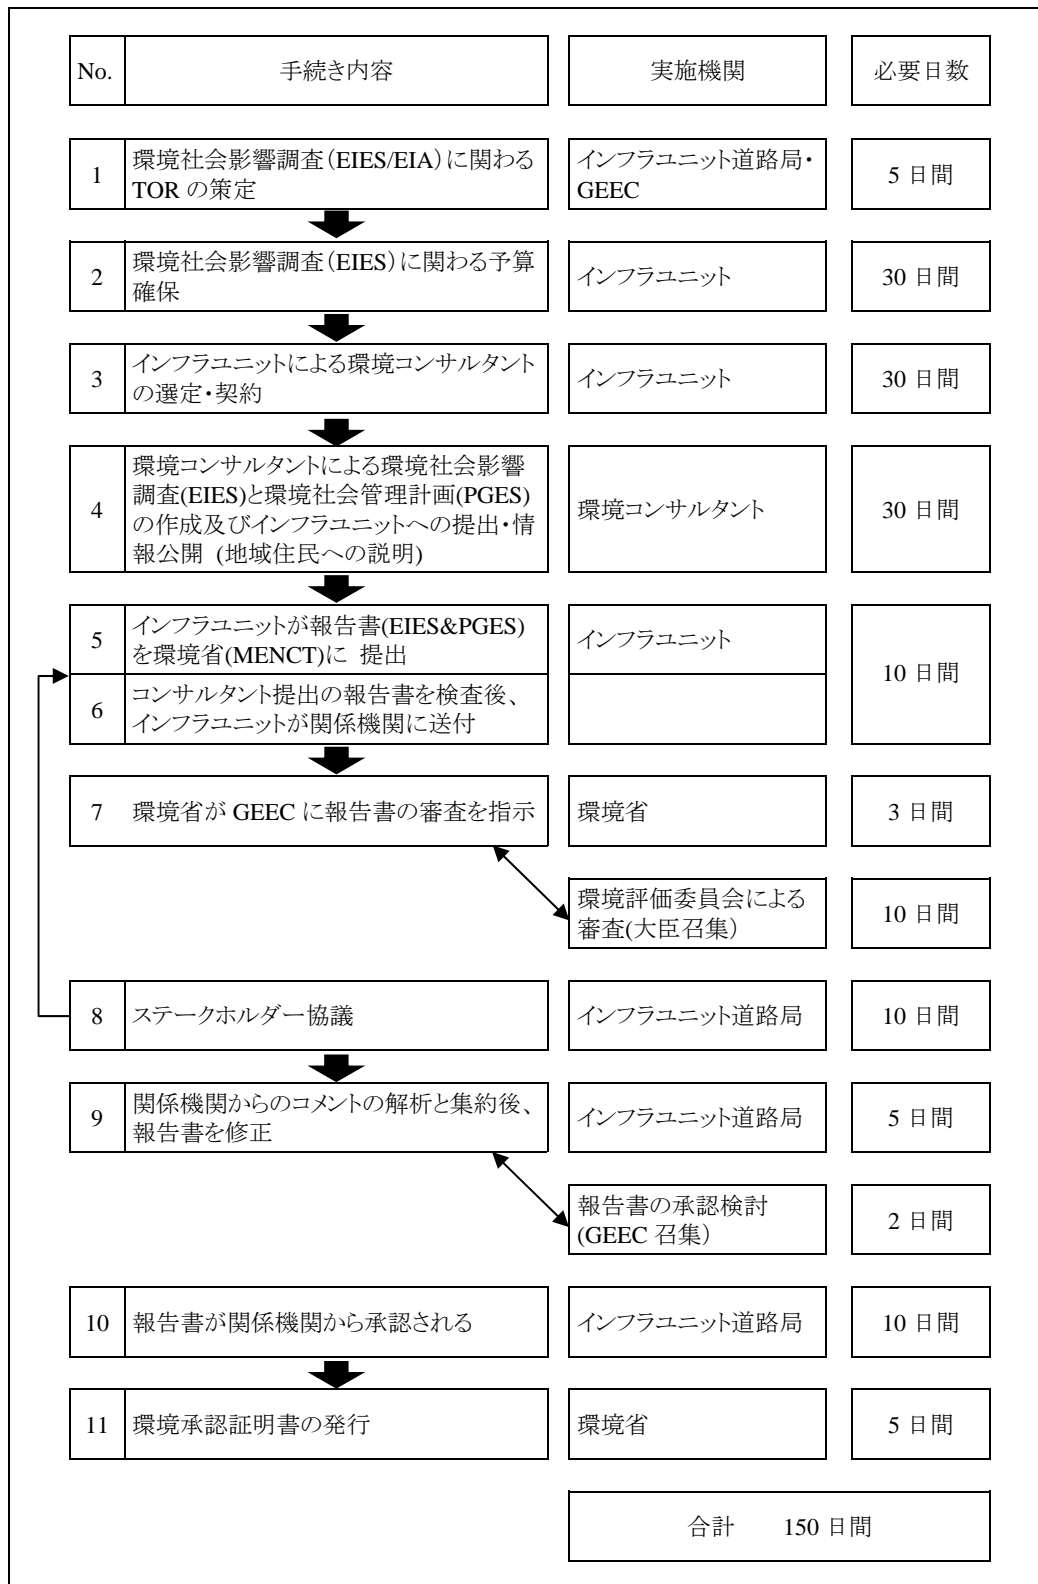 No.
手続き内容
実施機関
必要日数
1
環境社会影響調査（EIES/EIA）に関わる
TOR の策定
インフラユニット道路局・
GEEC
5 日間
2
環境社会影響調査（EIES）に関わる予算
確保
インフラユニット
30 日間
3
インフラユニットによる環境コンサルタント
の選定・契約
インフラユニット
30 日間
4
環境コンサルタントによる環境社会影響
調査(EIES)と環境社会管理計画(PGES)
の作成及びインフラユニットへの提出・情
報公開 (地域住民への説明)
環境コンサルタント
30 日間
5
インフラユニットが報告書(EIES&PGES)
を環境省(MENCT)に 提出
インフラユニット
10 日間
6
コンサルタント提出の報告書を検査後、
インフラユニットが関係機関に送付
7
環境省が GEEC に報告書の審査を指示
環境省
3 日間
環境評価委員会による
審査(大臣召集）
10 日間
8
ステークホルダー協議
インフラユニット道路局
10 日間
9
関係機関からのコメントの解析と集約後、
報告書を修正
インフラユニット道路局
5 日間
報告書の承認検討
(GEEC 召集）
2 日間
10
報告書が関係機関から承認される
インフラユニット道路局
10 日間
11
環境承認証明書の発行
環境省
5 日間
合計 150 日間